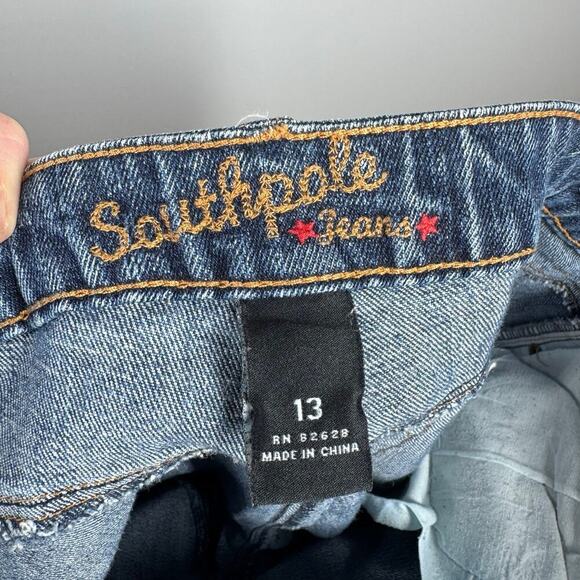 Southpole
Jeans
13
RN 82628
MADE IN CHINA